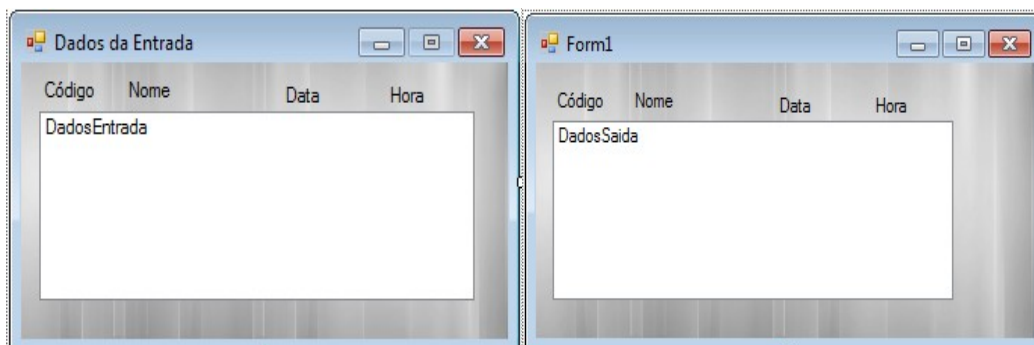 Dados da Entrada
Código Nome Data Hora
DadosEntrada
Form1
Código Nome Data Hora
DadosSaida